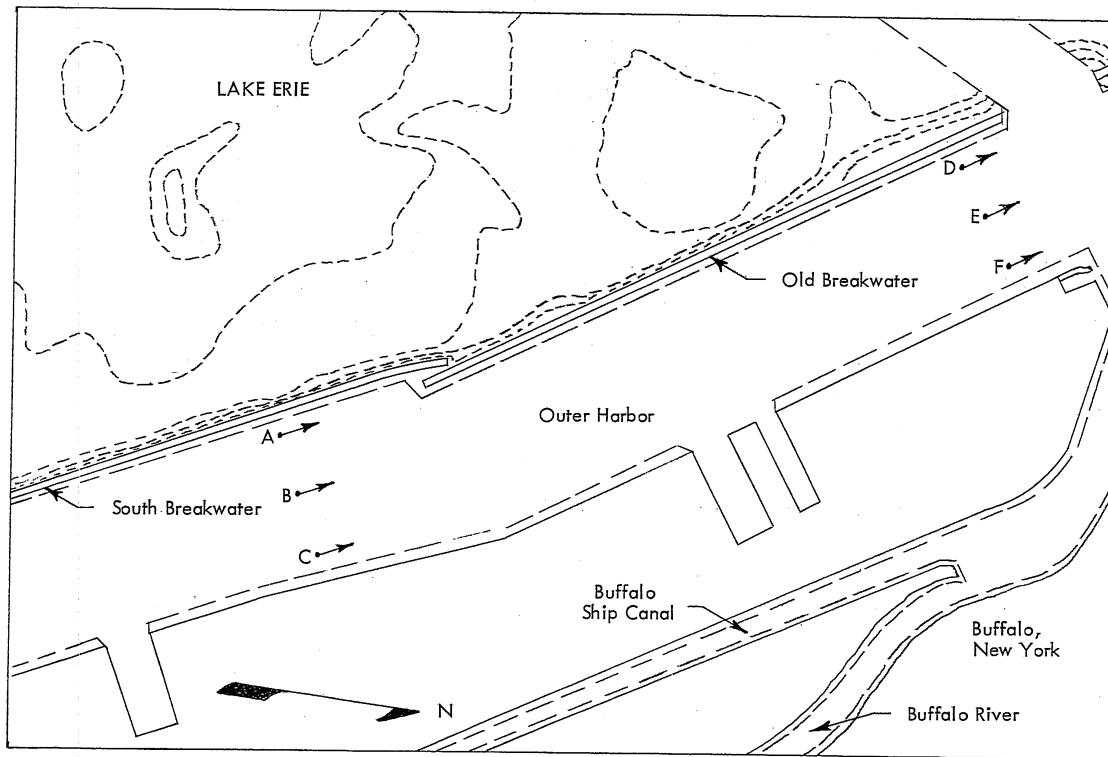 LAKE ERIE
D
E
F
Old Breakwater
A
Outer Harbor
B
South Breakwater
C
Buffalo
Ship Canal
Buffalo,
New York
N
Buffalo River